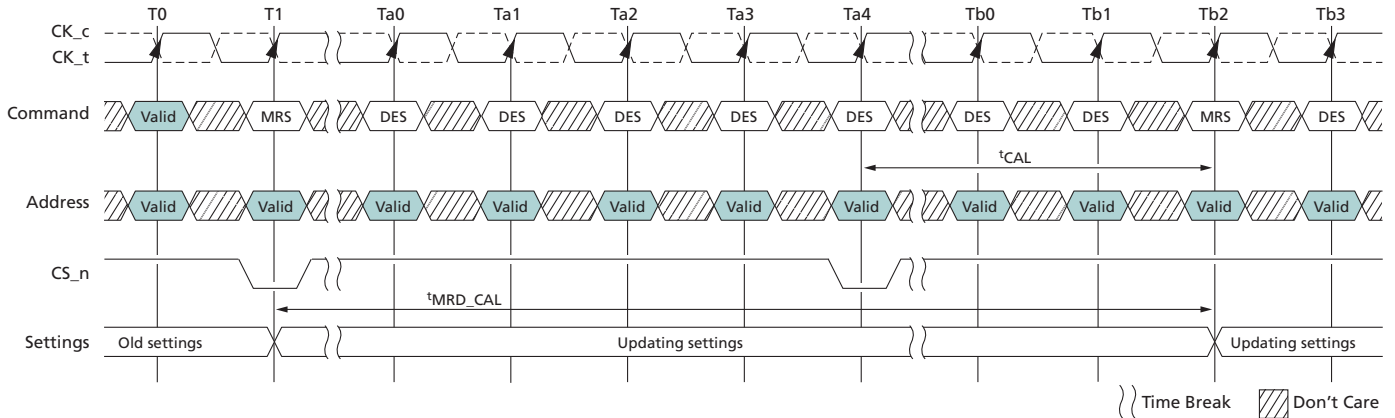 T0 T1 Ta0 Ta1 Ta2 Ta3 Ta4 Tb0 Tb1 Tb2 Tb3
CK_c
CK_t
Command Valid MRS DES DES DES DES DES DES DES MRS DES
tCAL
Address Valid Valid Valid Valid Valid Valid Valid Valid Valid Valid Valid
CS_n
tMRD_CAL
Settings Old settings Updating settings Updating settings
Time Break Don't Care